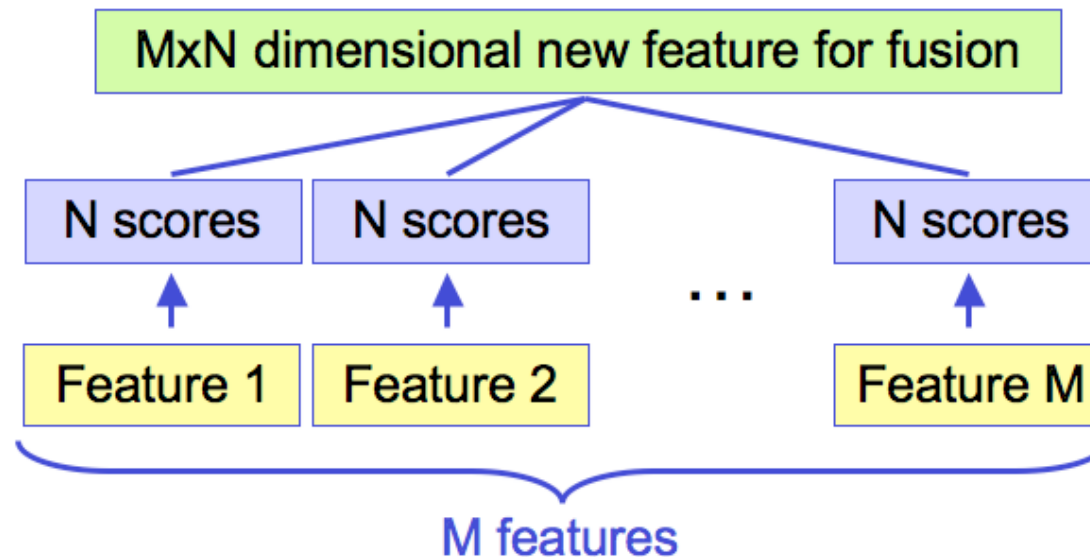 MxN dimensional new feature for fusion
N scores N scores N scores
...
Feature 1 Feature 2 Feature M
M features